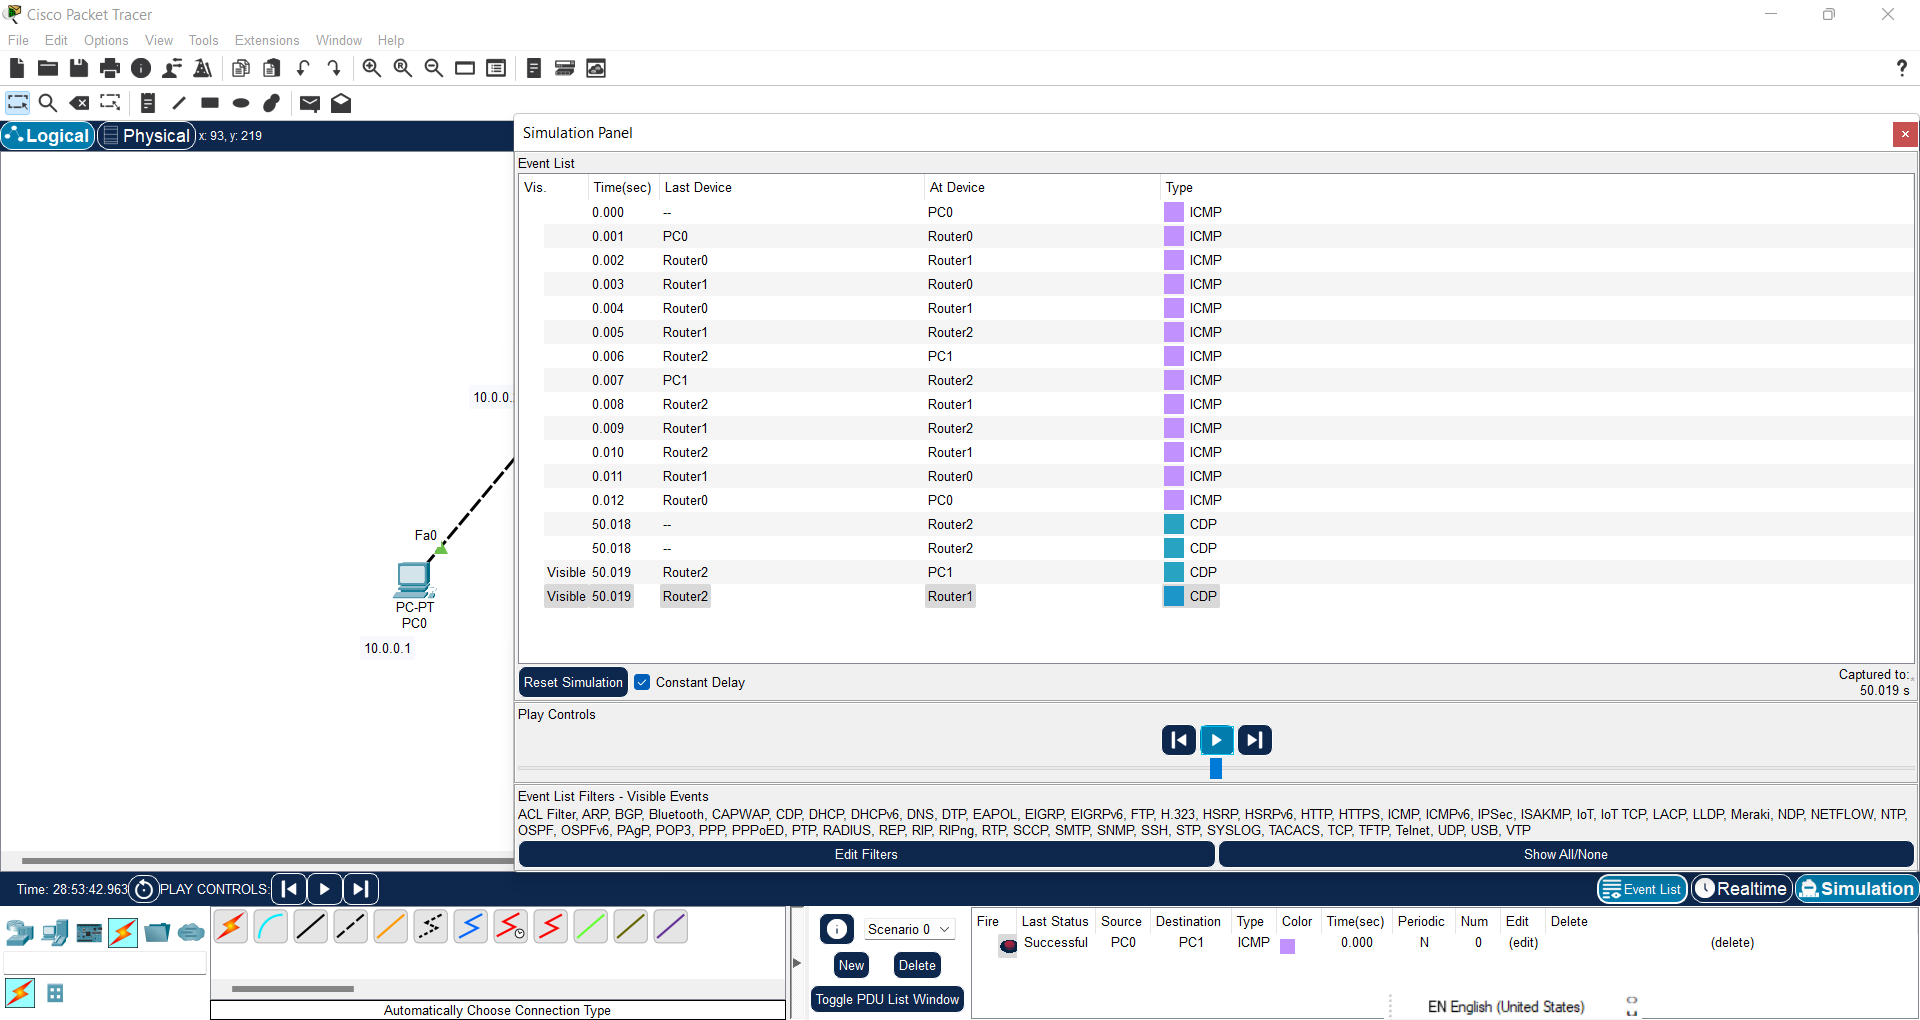 Cisco Packet Tracer
File Edit Options View Tools Extensions Window Help
Logical Physical x: 93, y: 219
10.0.0.
Fa0
PC-PT
PC0
10.0.0.1
Simulation Panel
Event List
Vis. Time(sec) Last Device At Device Type
0.000 -- PC0 ICMP
0.001 PC0 Router0 ICMP
0.002 Router0 Router1 ICMP
0.003 Router1 Router0 ICMP
0.004 Router0 Router1 ICMP
0.005 Router1 Router2 ICMP
0.006 Router2 PC1 ICMP
0.007 PC1 Router2 ICMP
0.008 Router2 Router1 ICMP
0.009 Router1 Router2 ICMP
0.010 Router2 Router1 ICMP
0.011 Router1 Router0 ICMP
0.012 Router0 PC0 ICMP
50.018 -- Router2 CDP
50.018 -- Router2 CDP
Visible 50.019 Router2 PC1 CDP
Visible 50.019 Router2 Router1 CDP
Reset Simulation Constant Delay Captured to:
50.019 s
Play Controls
Event List Filters - Visible Events
ACL Filter, ARP, BGP, Bluetooth, CAPWAP, CDP, DHCP, DHCPv6, DNS, DTP, EAPOL, EIGRP, EIGRPv6, FTP, H.323, HSRP, HSRPv6, HTTP, HTTPS, ICMP, ICMPv6, IPSec, ISAKMP, IoT, IoT TCP, LACP, LLDP, Meraki, NDP, NETFLOW, NTP,
OSPF, OSPFv6, PAgP, POP3, PPP, PPPoED, PTP, RADIUS, REP, RIP, RIPng, RTP, SCCP, SMTP, SNMP, SSH, STP, SYSLOG, TACACS, TCP, TFTP, Telnet, UDP, USB, VTP
Edit Filters Show All/None
Time: 28:53:42.963 PLAY CONTROLS: Event List Realtime Simulation
Scenario 0
New Delete
Toggle PDU List Window
Fire Last Status Source Destination Type Color Time(sec) Periodic Num Edit Delete
Successful PC0 PC1 ICMP 0.000 N 0 (edit) (delete)
Automatically Choose Connection Type
EN English (United States)